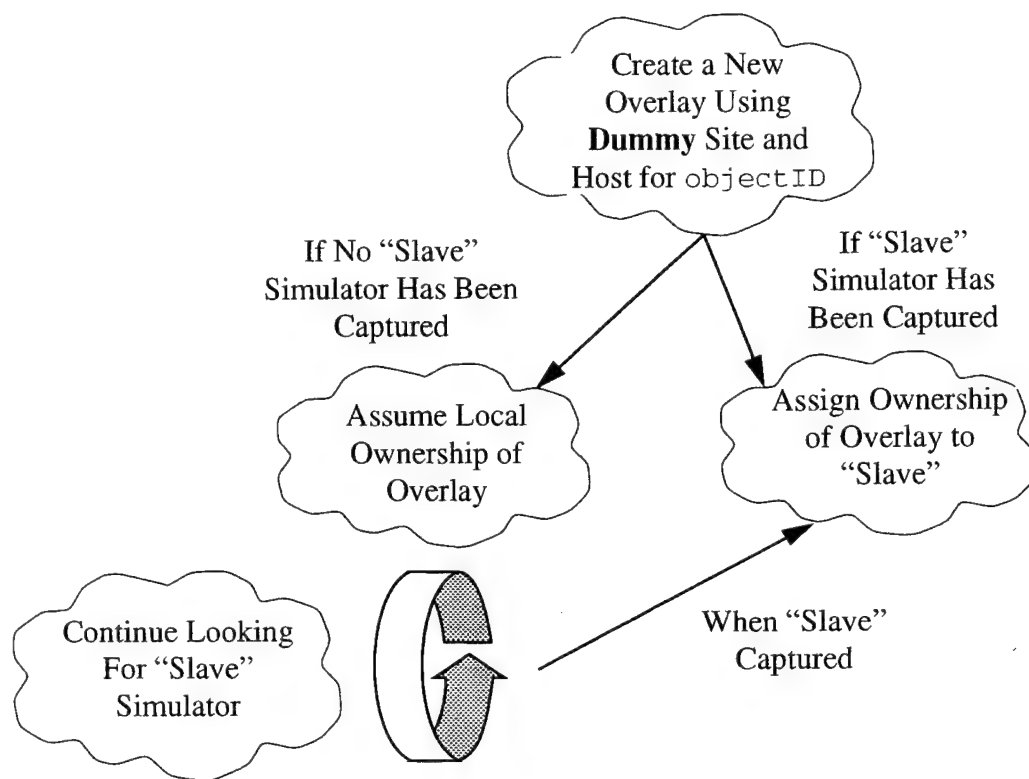 Create a New
Overlay Using
Dummy Site and
Host for objectID
If No “Slave”
Simulator Has Been
Captured
If “Slave”
Simulator Has
Been Captured
Assume Local
Ownership of
Overlay
Assign Ownership
of Overlay to
“Slave”
Continue Looking
For “Slave”
Simulator
When “Slave”
Captured